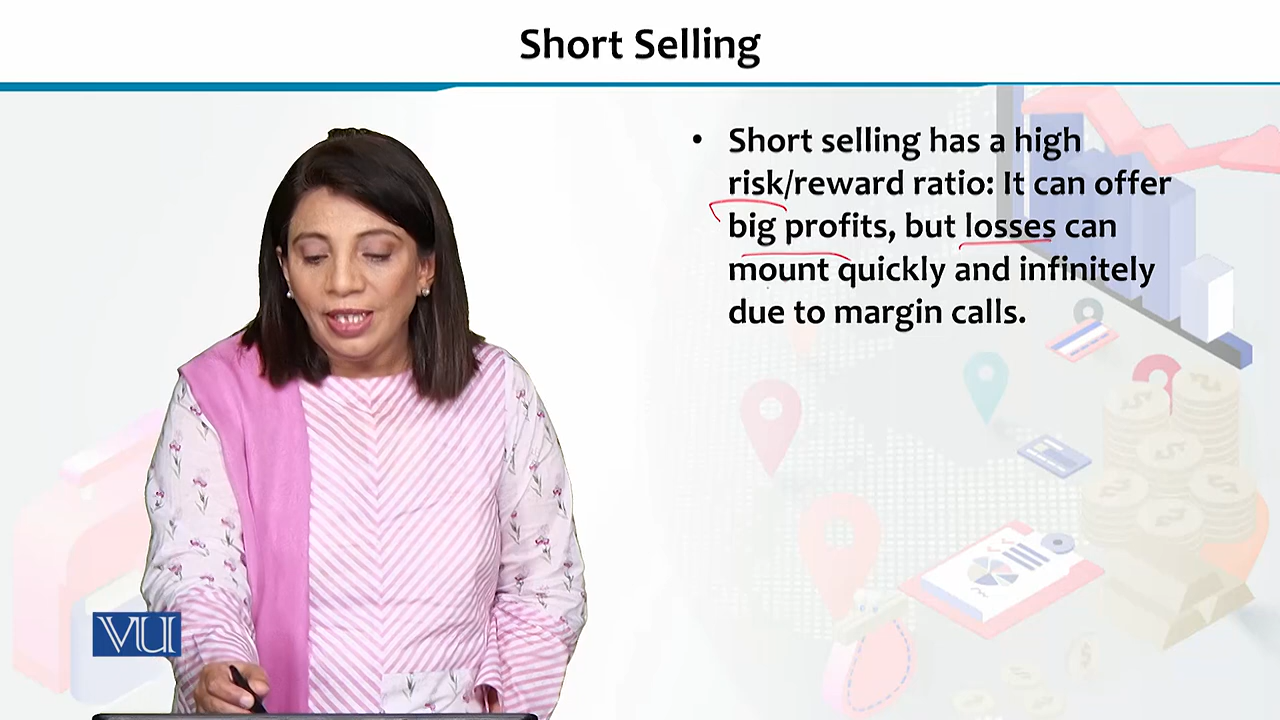 Short Selling
• Short selling has a high
risk/reward ratio: It can offer
big profits, but losses can
mount quickly and infinitely
due to margin calls.
VU